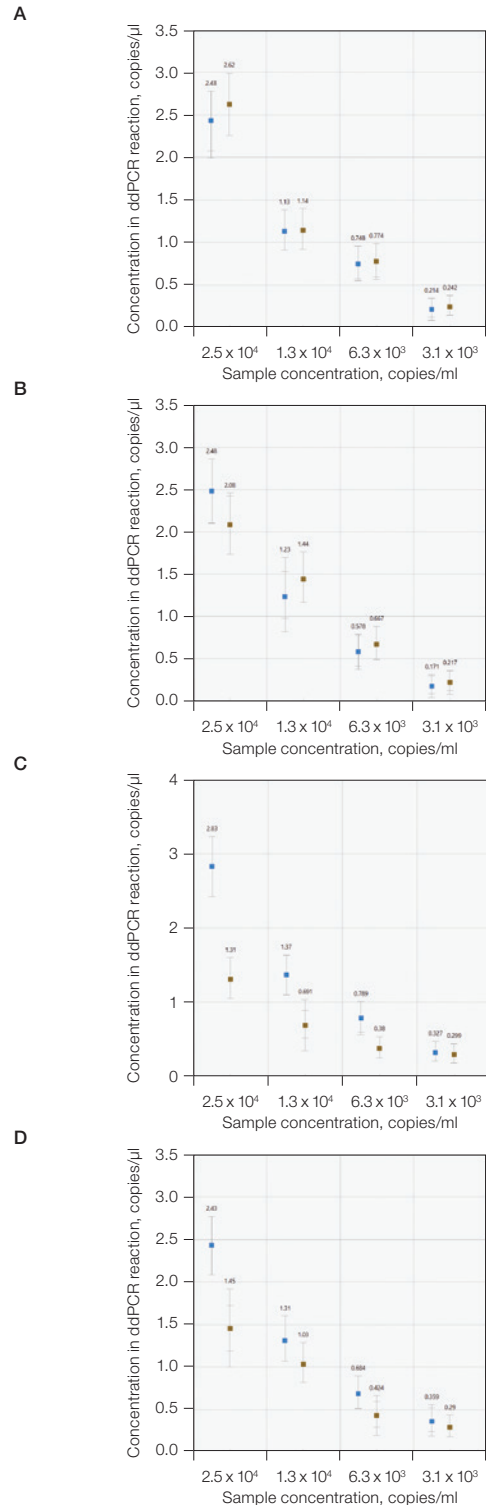 A
Concentration in ddPCR reaction, copies/µl
3.5
3.0
2.5
2.0
1.5
1.0
0.5
0.0
2.62
1.13
1.14
0.748
0.774
0.242
2.5 x 10⁴
1.3 x 10⁴
6.3 x 10³
3.1 x 10³
Sample concentration, copies/ml
B
Concentration in ddPCR reaction, copies/µl
3.5
3.0
2.5
2.0
1.5
1.0
0.5
0.0
2.48
2.08
1.23
1.44
0.578
0.667
0.171
0.217
2.5 x 10⁴
1.3 x 10⁴
6.3 x 10³
3.1 x 10³
Sample concentration, copies/ml
C
Concentration in ddPCR reaction, copies/µl
4
3
2
1
0
2.83
1.31
1.37
0.691
0.789
0.38
0.327
0.299
2.5 x 10⁴
1.3 x 10⁴
6.3 x 10³
3.1 x 10³
Sample concentration, copies/ml
D
Concentration in ddPCR reaction, copies/µl
3.5
3.0
2.5
2.0
1.5
1.0
0.5
0.0
2.43
1.45
1.31
1.03
0.684
0.424
0.29
2.5 x 10⁴
1.3 x 10⁴
6.3 x 10³
3.1 x 10³
Sample concentration, copies/ml